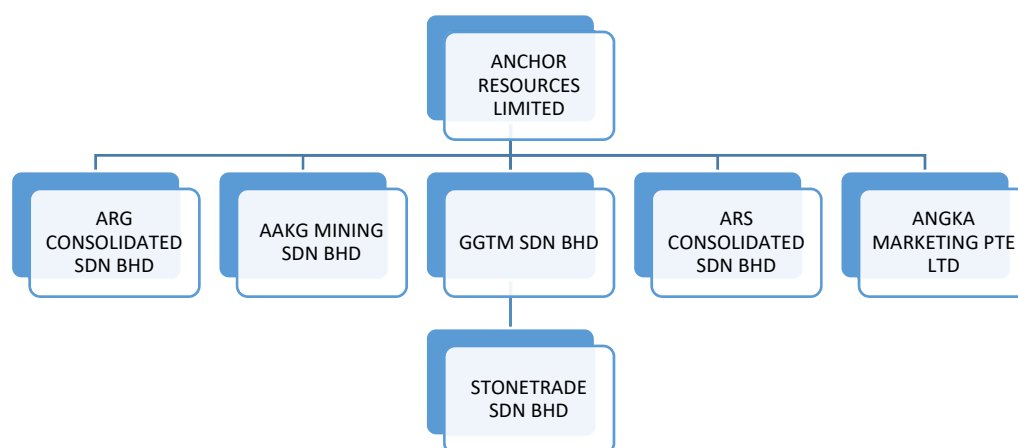 ANCHOR
RESOURCES
LIMITED
ARG
CONSOLIDATED
SDN BHD
AAKG MINING
SDN BHD
GGTM SDN BHD
ARS
CONSOLIDATED
SDN BHD
ANGKA
MARKETING PTE
LTD
STONETRADE
SDN BHD